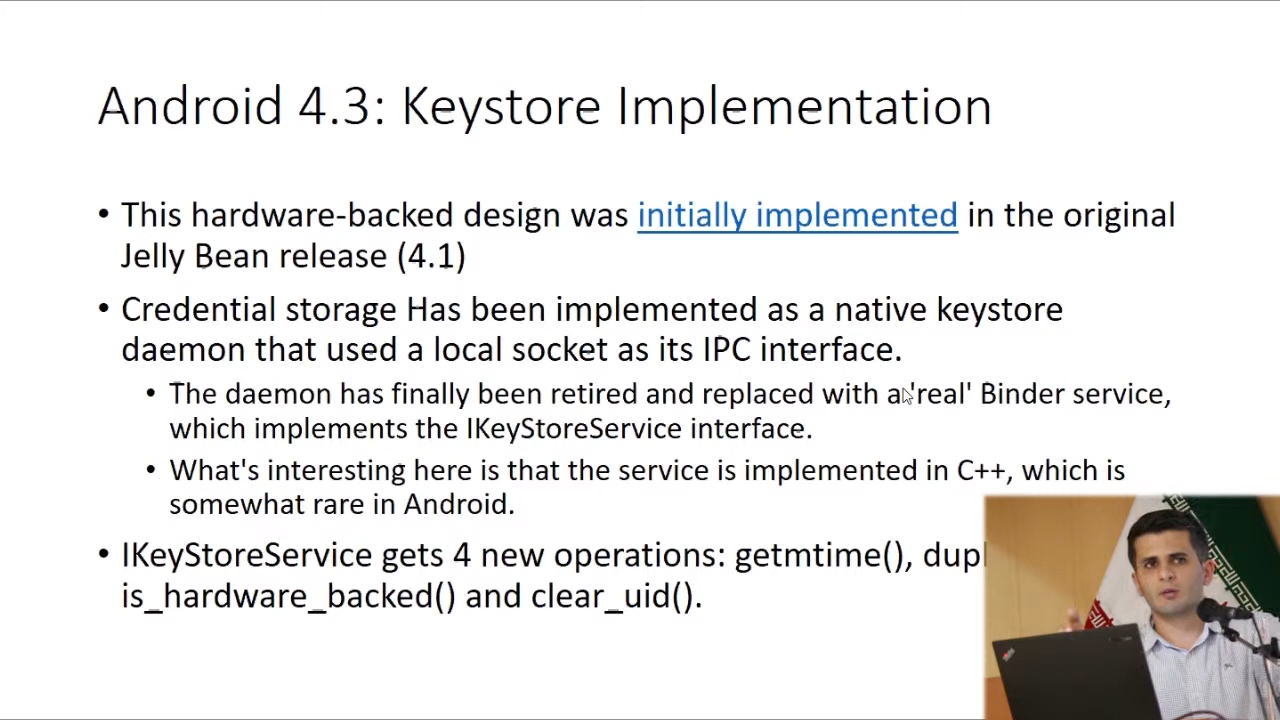 Android 4.3: Keystore Implementation
• This hardware-backed design was initially implemented in the original
Jelly Bean release (4.1)
• Credential storage Has been implemented as a native keystore
daemon that used a local socket as its IPC interface.
• The daemon has finally been retired and replaced with a 'real' Binder service,
which implements the IKeyStoreService interface.
• What's interesting here is that the service is implemented in C++, which is
somewhat rare in Android.
• IKeyStoreService gets 4 new operations: getmtime(),
is_hardware_backed() and clear_uid().